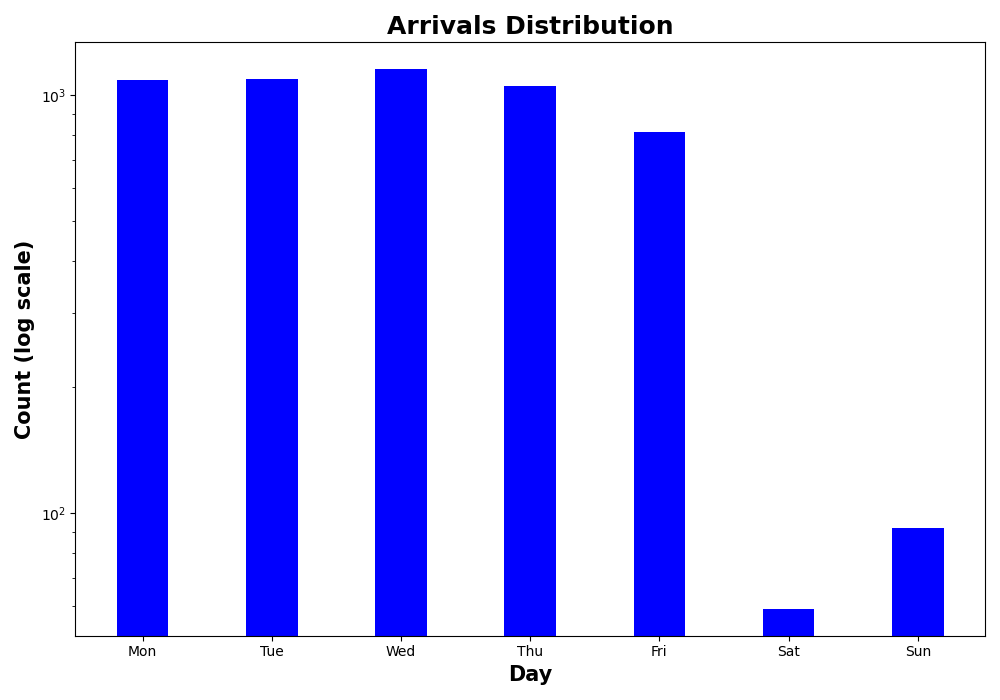 Arrivals Distribution
Count (log scale)
10³
10²
Mon Tue Wed Thu Fri Sat Sun
Day